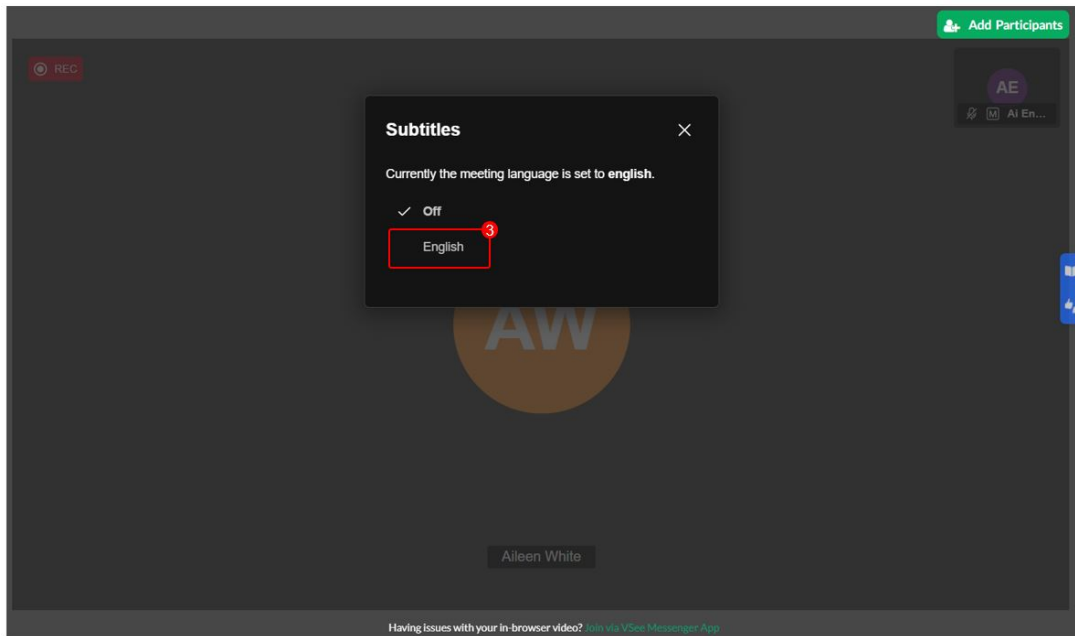 Add Participants
REC
AE
M Ai En...
Subtitles
Currently the meeting language is set to english.
Off
3
English
AW
Aileen White
Having issues with your in-browser video? Join via VSee Messenger App